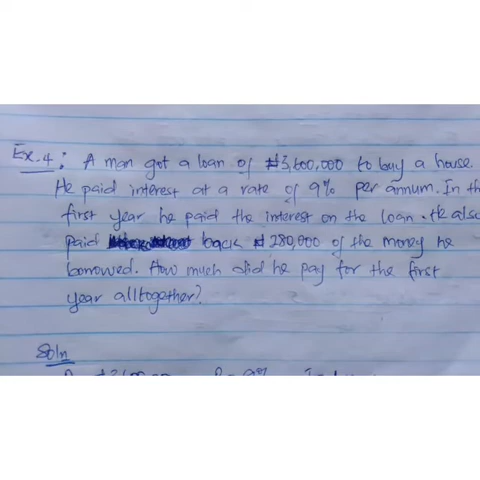 Ex.4: A man got a loan of ₦3,600,000 to buy a house.
He paid interest at a rate of 9% per annum. In th
first year he paid the interest on the loan. He also
paid back ₦280,000 of the money he
borrowed. How much did he pay for the first
year alltogether?
Soln